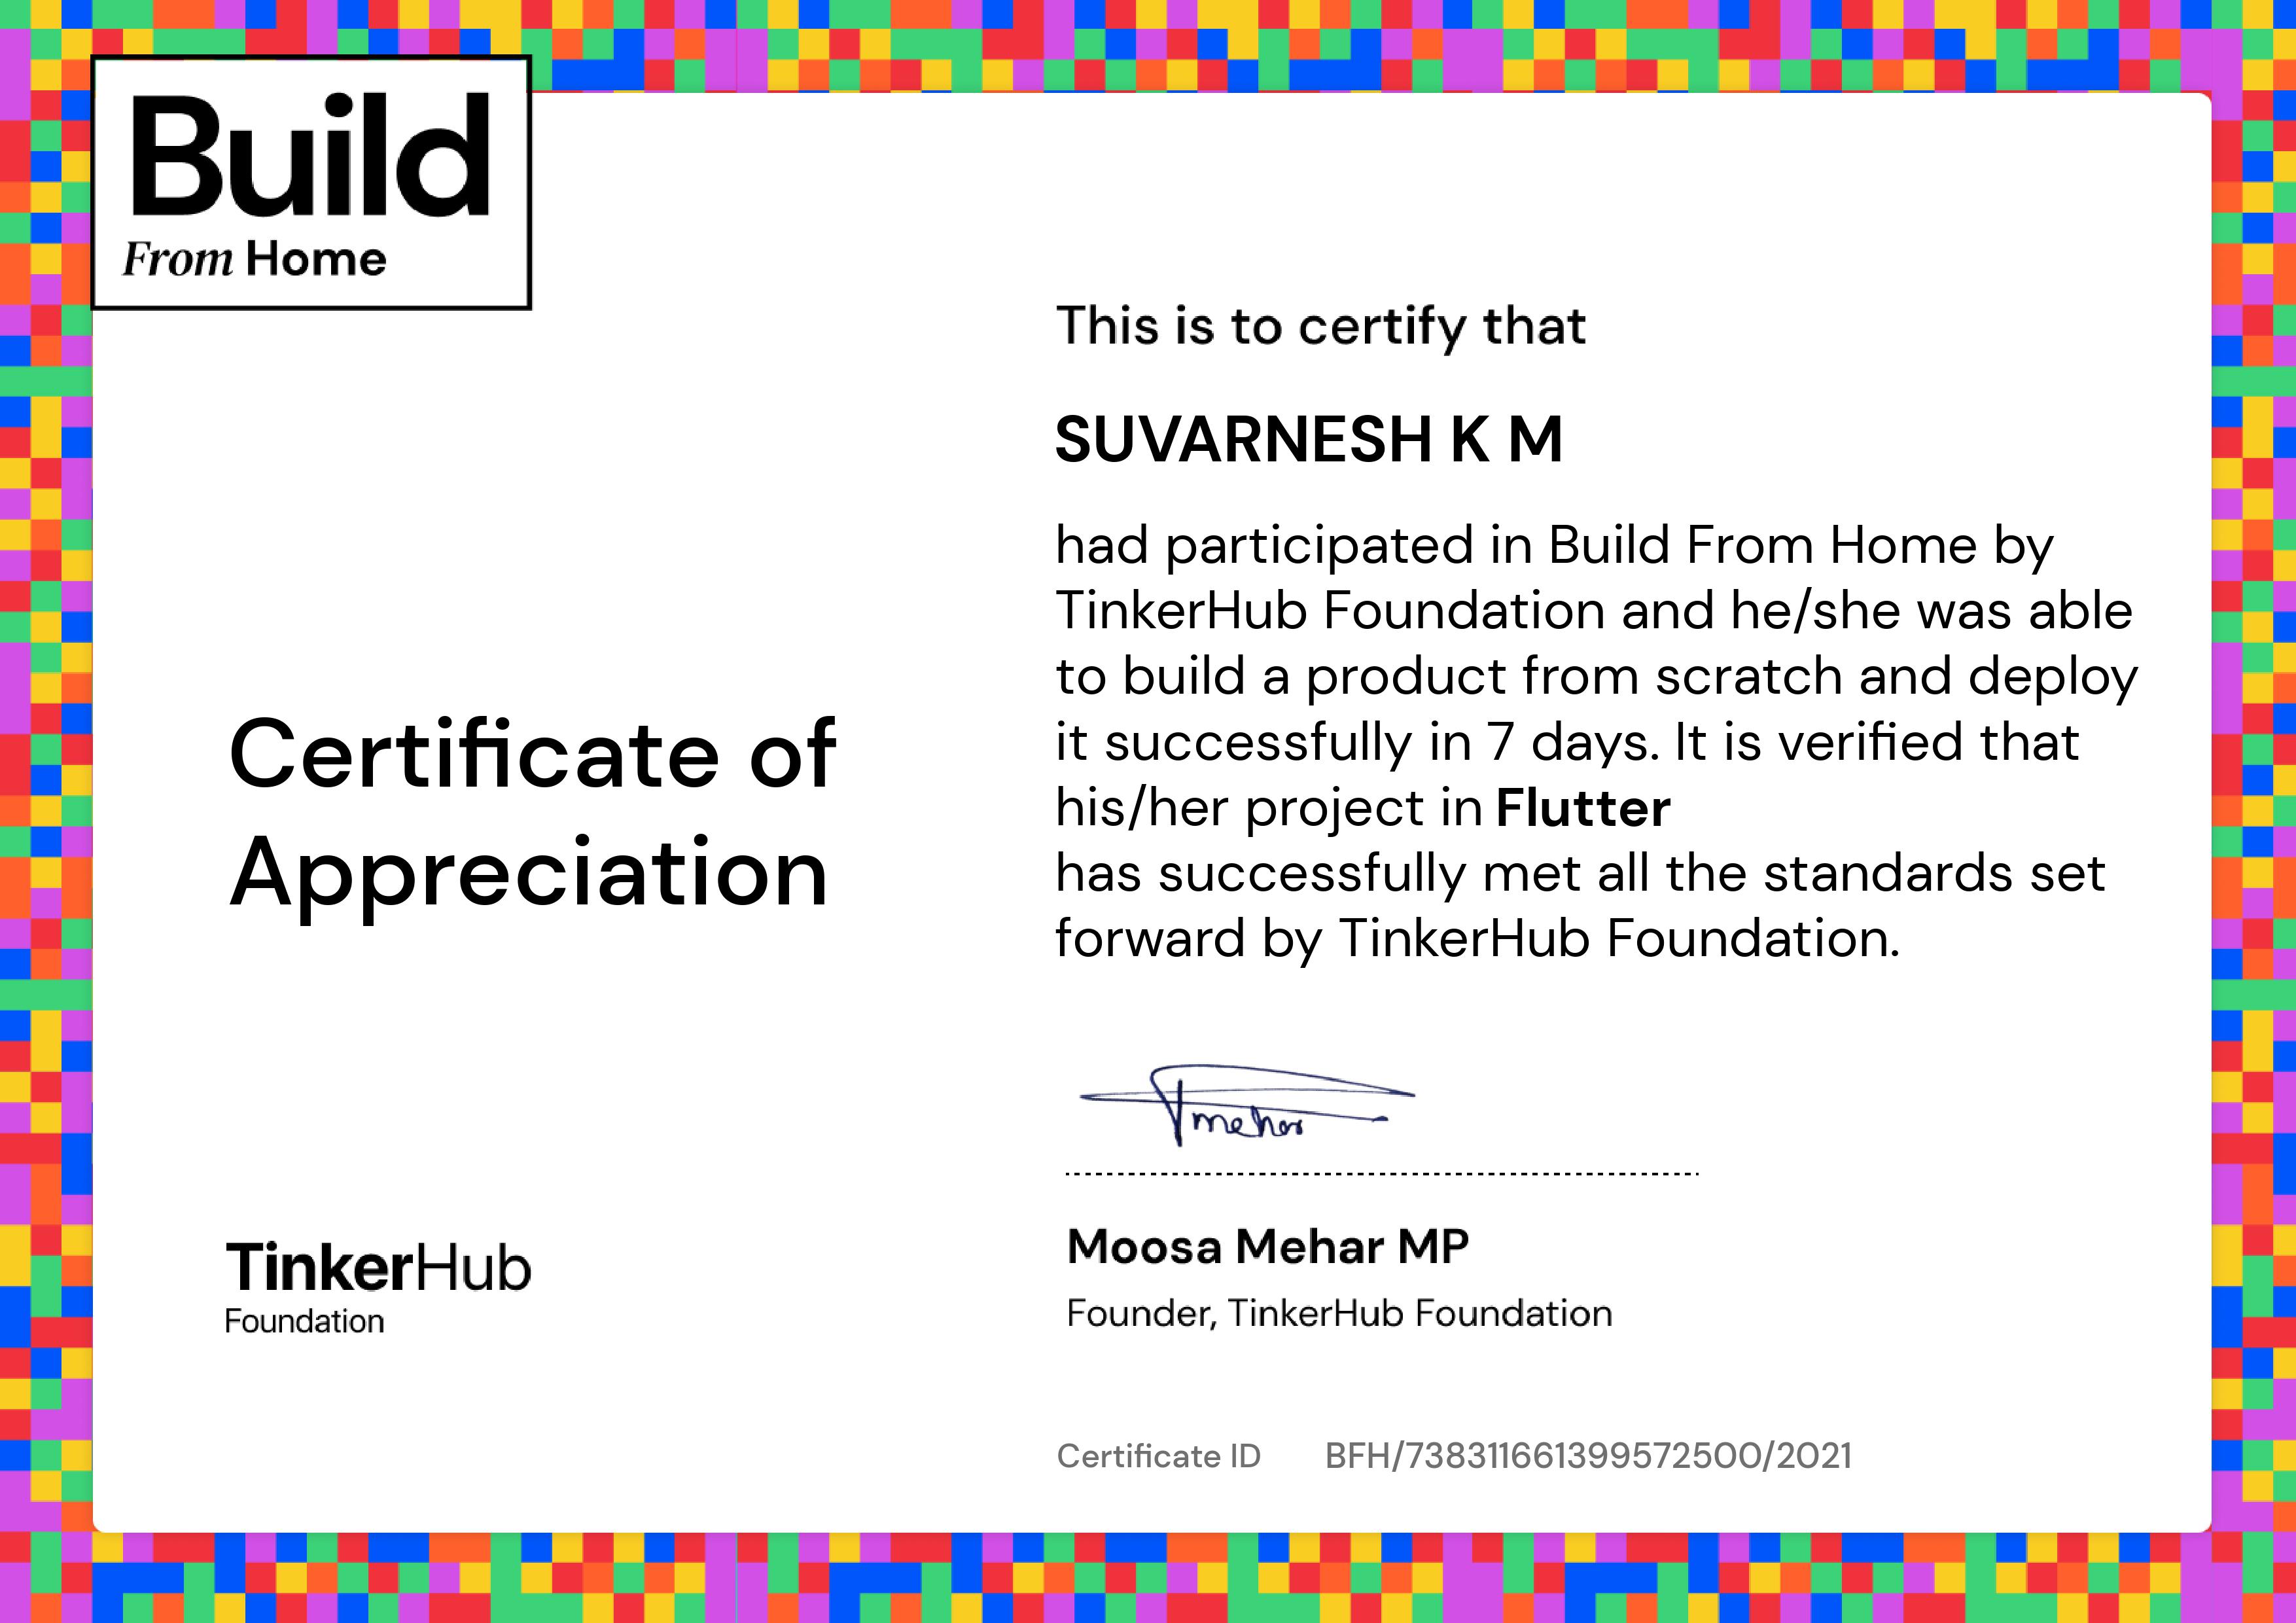 Build
From Home
This is to certify that
SUVARNESH K M
had participated in Build From Home by
TinkerHub Foundation and he/she was able
to build a product from scratch and deploy
it successfully in 7 days. It is verified that
his/her project in Flutter
has successfully met all the standards set
forward by TinkerHub Foundation.
Certificate of
Appreciation
Moosa Mehar MP
Founder, TinkerHub Foundation
TinkerHub
Foundation
Certificate ID BFH/7383116613995725​00/2021